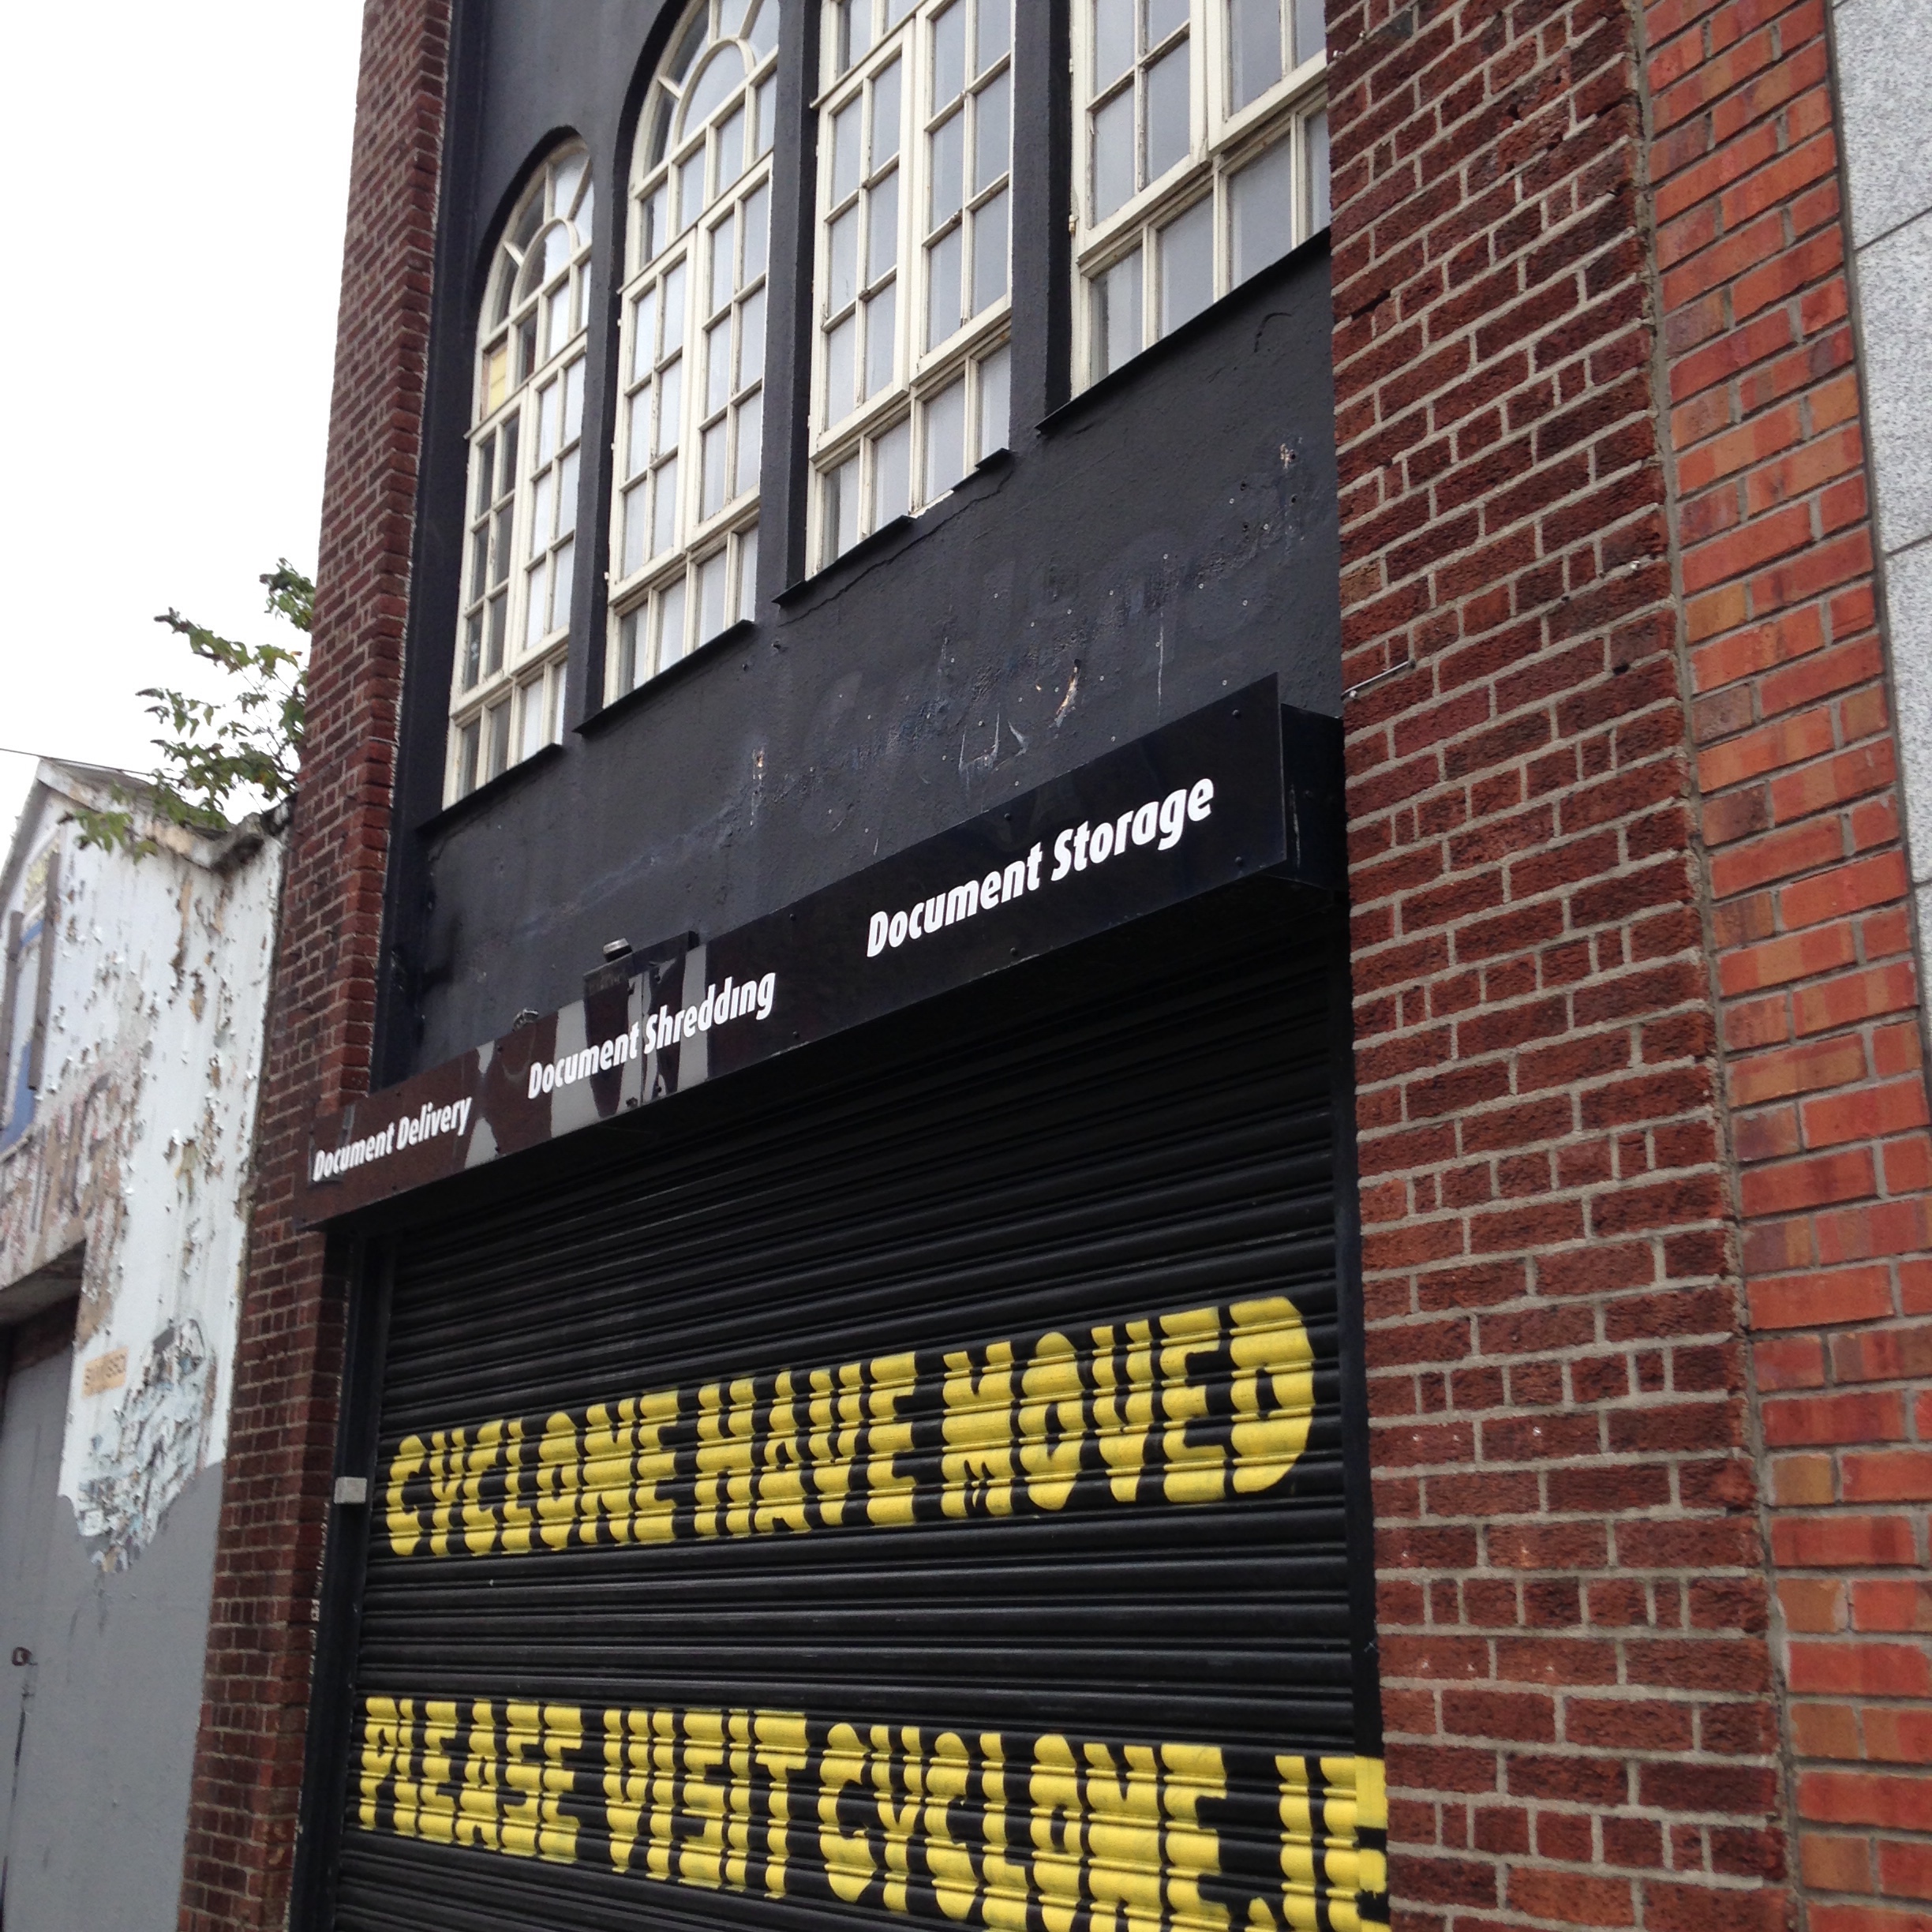 Document Delivery Document Shredding Document Storage
CYCLONE HAVE MOVED
PLEASE VISIT CYCLONE.IE